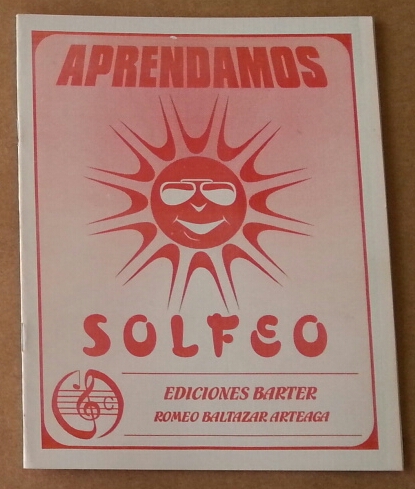 APRENDAMOS
SOLFEO
EDICIONES BARTER
ROMEO BALTAZAR ARTEAGA